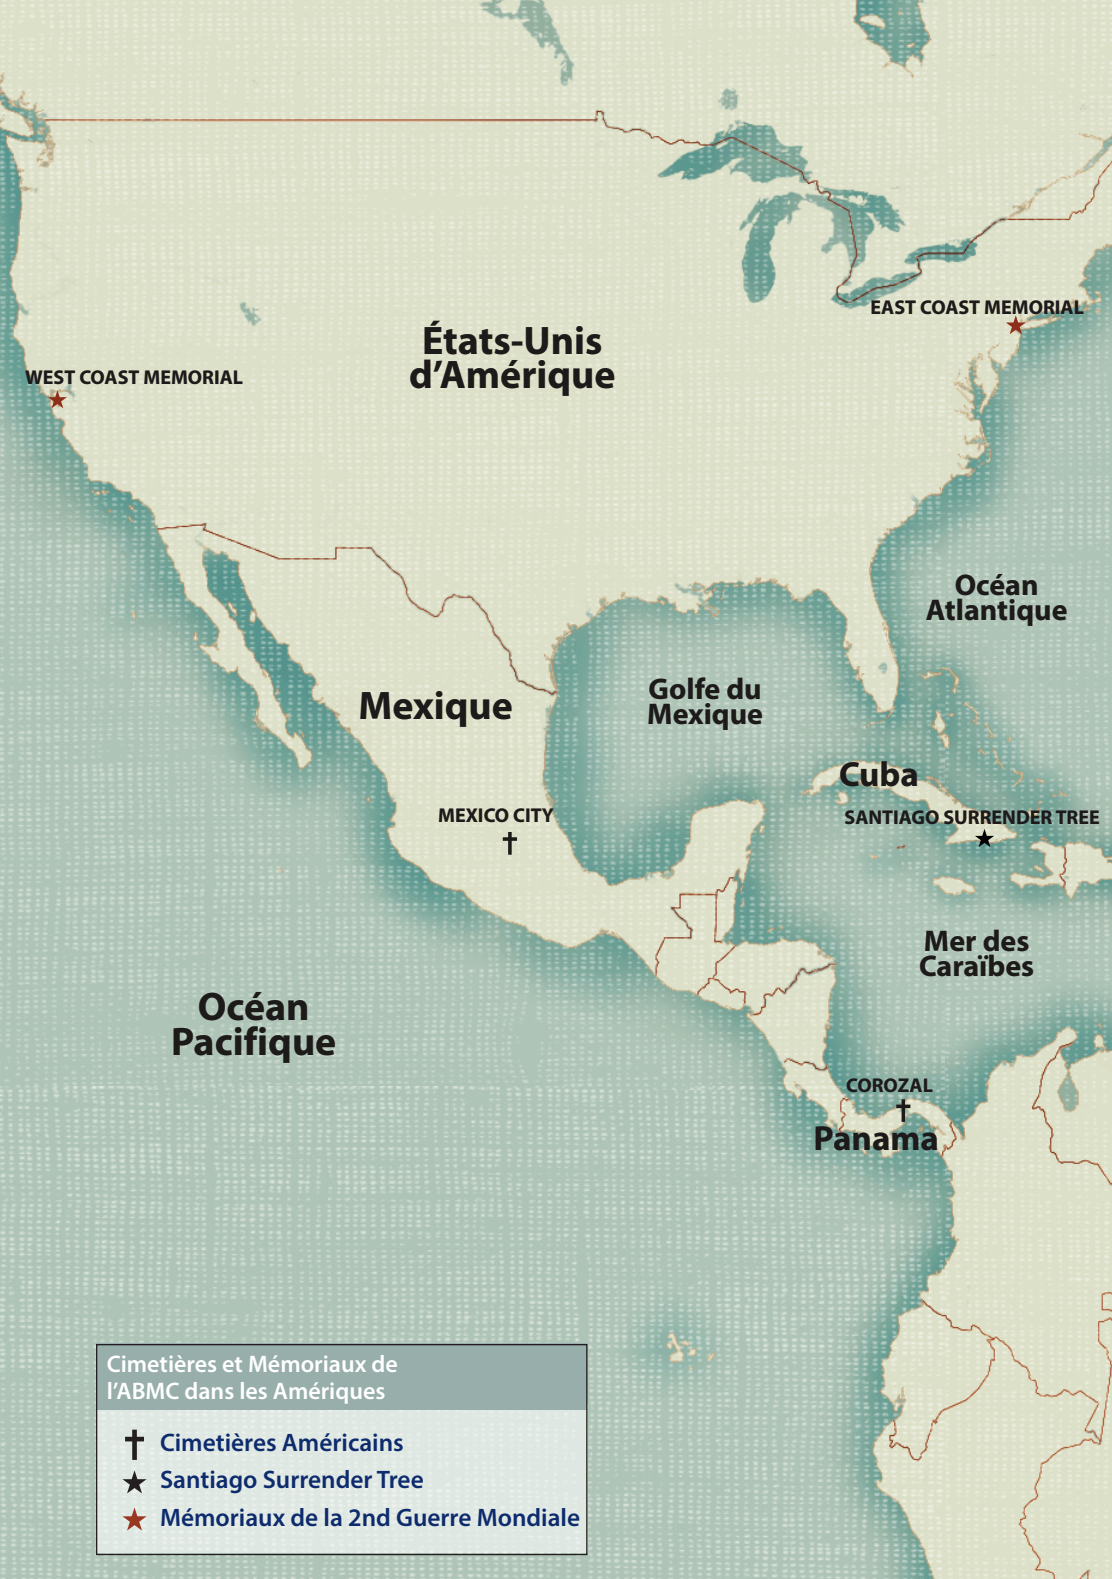 EAST COAST MEMORIAL
États-Unis
d'Amérique
WEST COAST MEMORIAL
Océan
Atlantique
Golfe du
Mexique
Mexique
Cuba
MEXICO CITY
SANTIAGO SURRENDER TREE
Mer des
Caraïbes
Océan
Pacifique
COROZAL
Panama
Cimetières et Mémoriaux de
l'ABMC dans les Amériques
Cimetières Américains
Santiago Surrender Tree
Mémoriaux de la 2nd Guerre Mondiale